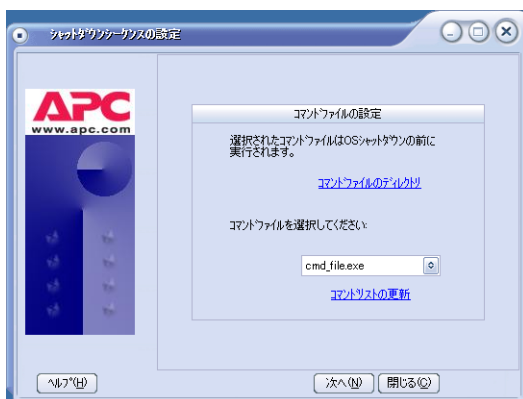 シャットダウンシーケンスの設定
APC
www.apc.com
コマンドファイルの設定
選択されたコマンドファイルはOSシャットダウンの前に
実行されます。
コマンドファイルのディレクトリ
コマンドファイルを選択してください:
cmd_file.exe
コマンドリストの更新
ヘルプ(H)
次へ(N)
閉じる(C)